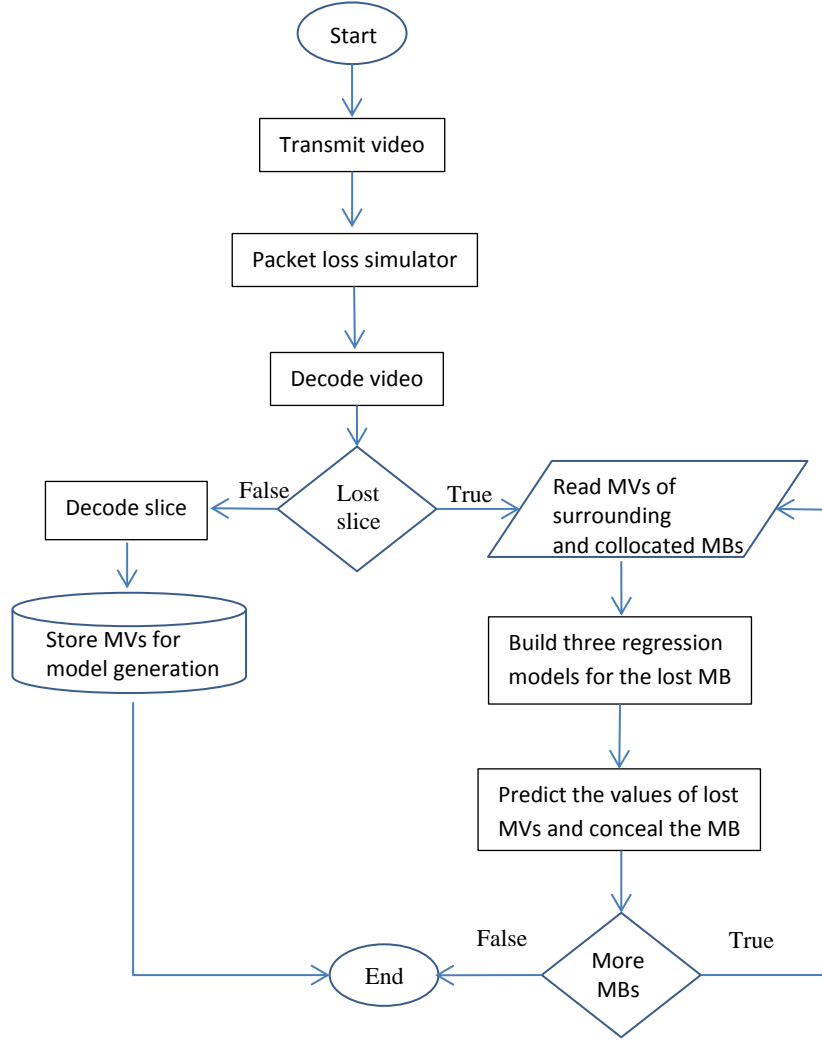 Start
Transmit video
Packet loss simulator
Decode video
Lost
slice
False
True
Decode slice
Store MVs for
model generation
Read MVs of
surrounding
and collocated MBs
Build three regression
models for the lost MB
Predict the values of lost
MVs and conceal the MB
More
MBs
False
True
End